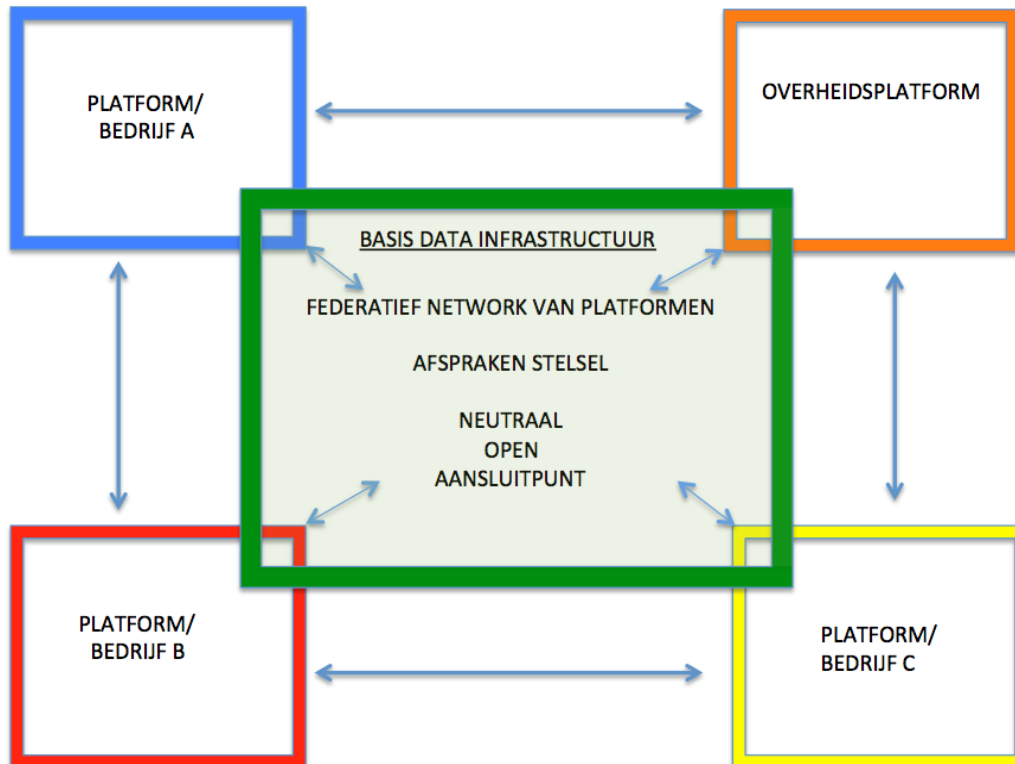 PLATFORM/
BEDRIJF A
OVERHEIDSPLATFORM
BASIS DATA INFRASTRUCTUUR
FEDERATIEF NETWORK VAN PLATFORMEN
AFSPRAKEN STELSEL
NEUTRAAL
OPEN
AANSLUITPUNT
PLATFORM/
BEDRIJF B
PLATFORM/
BEDRIJF C